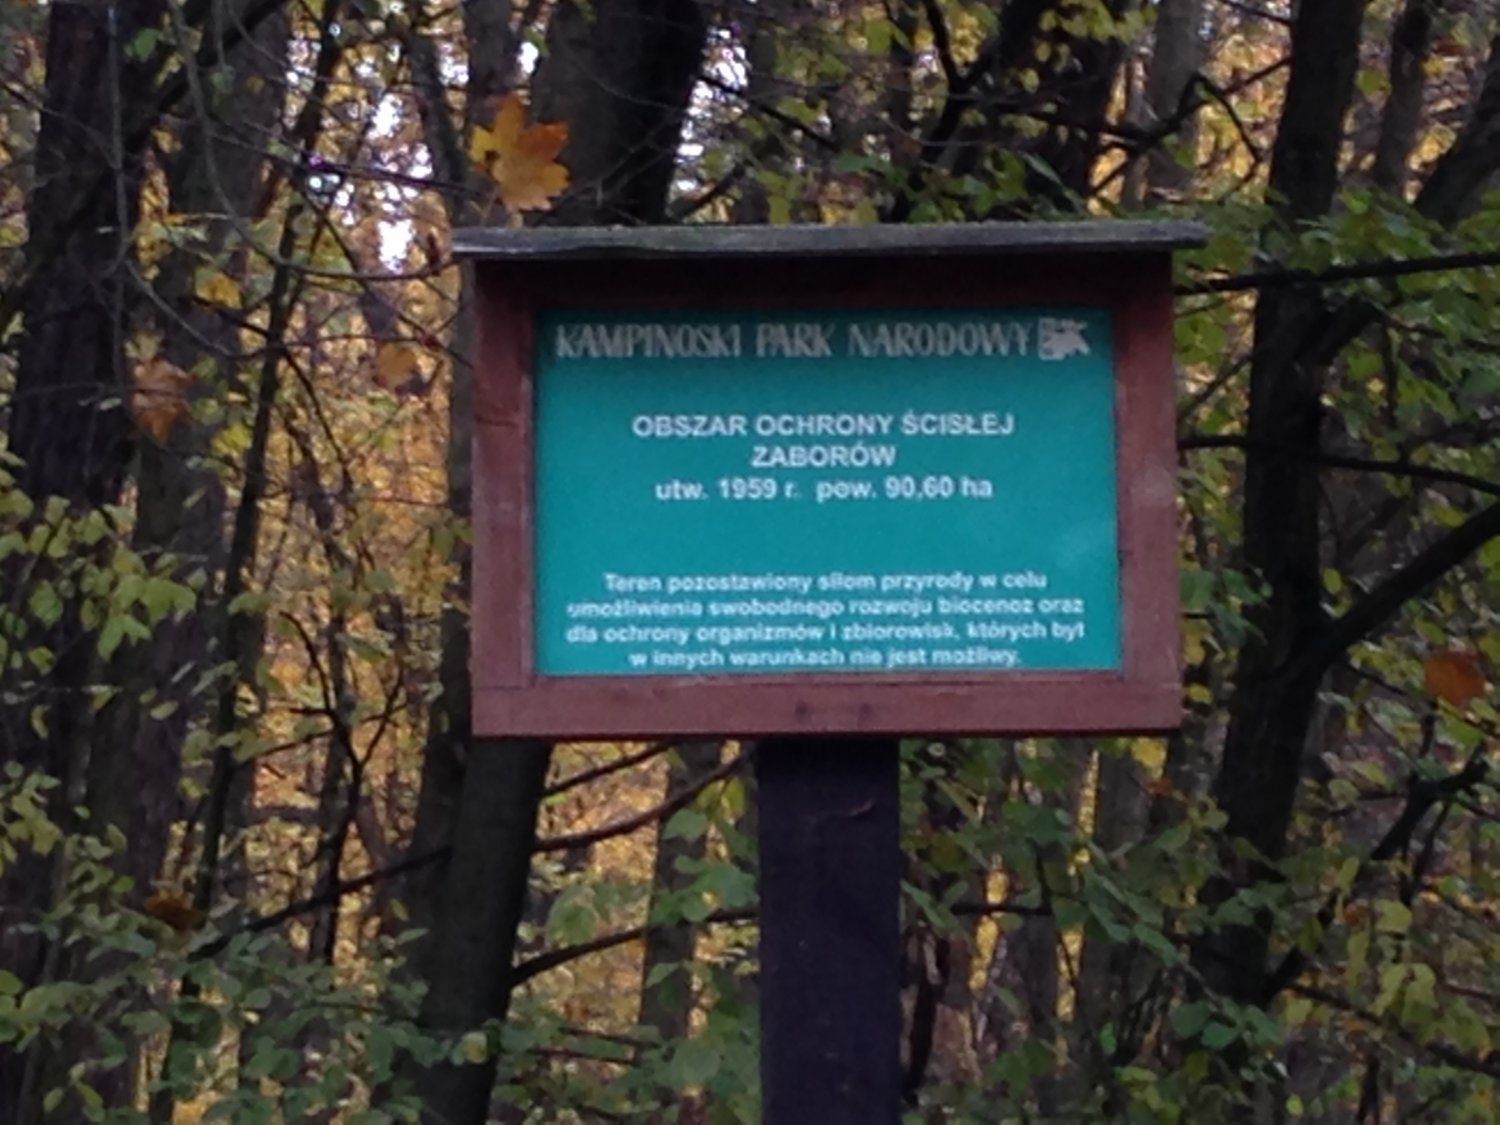 KAMPINOSKI PARK NARODOWY
OBSZAR OCHRONY ŚCISŁEJ
ZABORÓW
utw. 1959 r. pow. 90,60 ha
Teren pozostawiony siłom przyrody w celu
umożliwienia swobodnego rozwoju biocenoz oraz
dla ochrony organizmów i zbiorowisk, których byt
w innych warunkach nie jest możliwy.